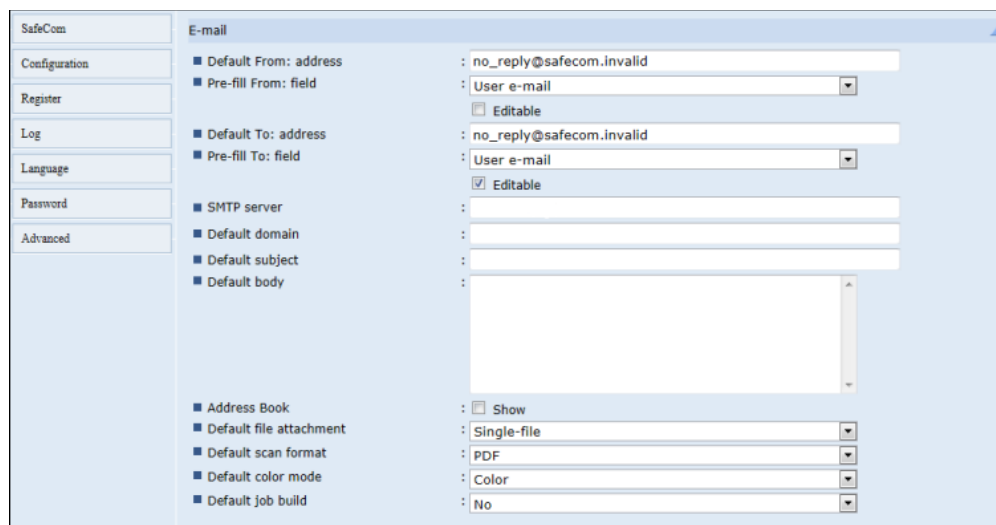 SafeCom
Configuration
Register
Log
Language
Password
Advanced
E-mail
Default From: address : no_reply@safecom.invalid
Pre-fill From: field : User e-mail
Editable
Default To: address : no_reply@safecom.invalid
Pre-fill To: field : User e-mail
Editable
SMTP server :
Default domain :
Default subject :
Default body :
Address Book : Show
Default file attachment : Single-file
Default scan format : PDF
Default color mode : Color
Default job build : No